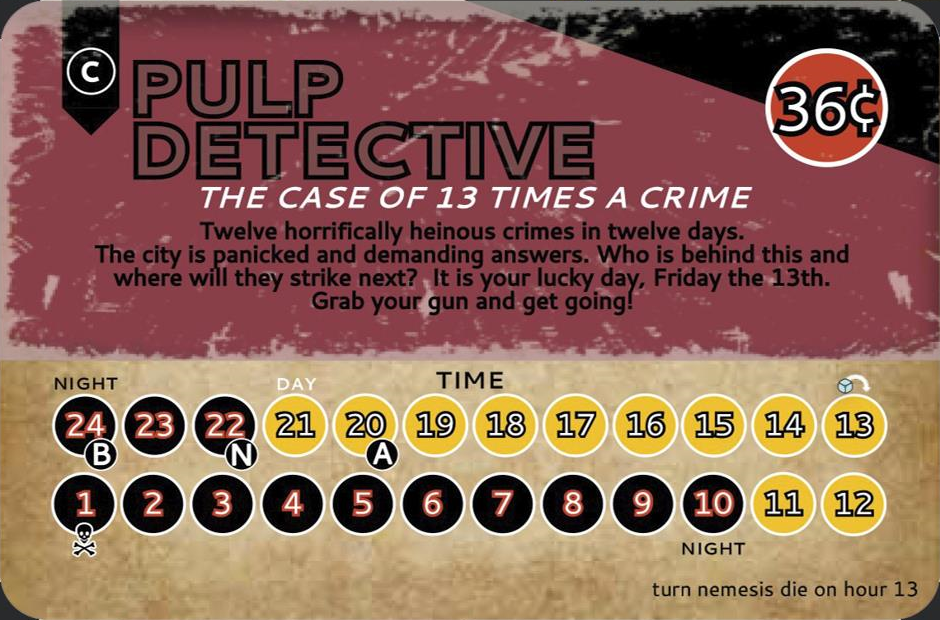 C
PULP
DETECTIVE
36¢
THE CASE OF 13 TIMES A CRIME
Twelve horrifically heinous crimes in twelve days.
The city is panicked and demanding answers. Who is behind this and
where will they strike next? It is your lucky day, Friday the 13th.
Grab your gun and get going!
NIGHT DAY TIME
24 23 22 21 20 19 18 17 16 15 14 13
B N A
1 2 3 4 5 6 7 8 9 10 11 12
NIGHT
turn nemesis die on hour 13